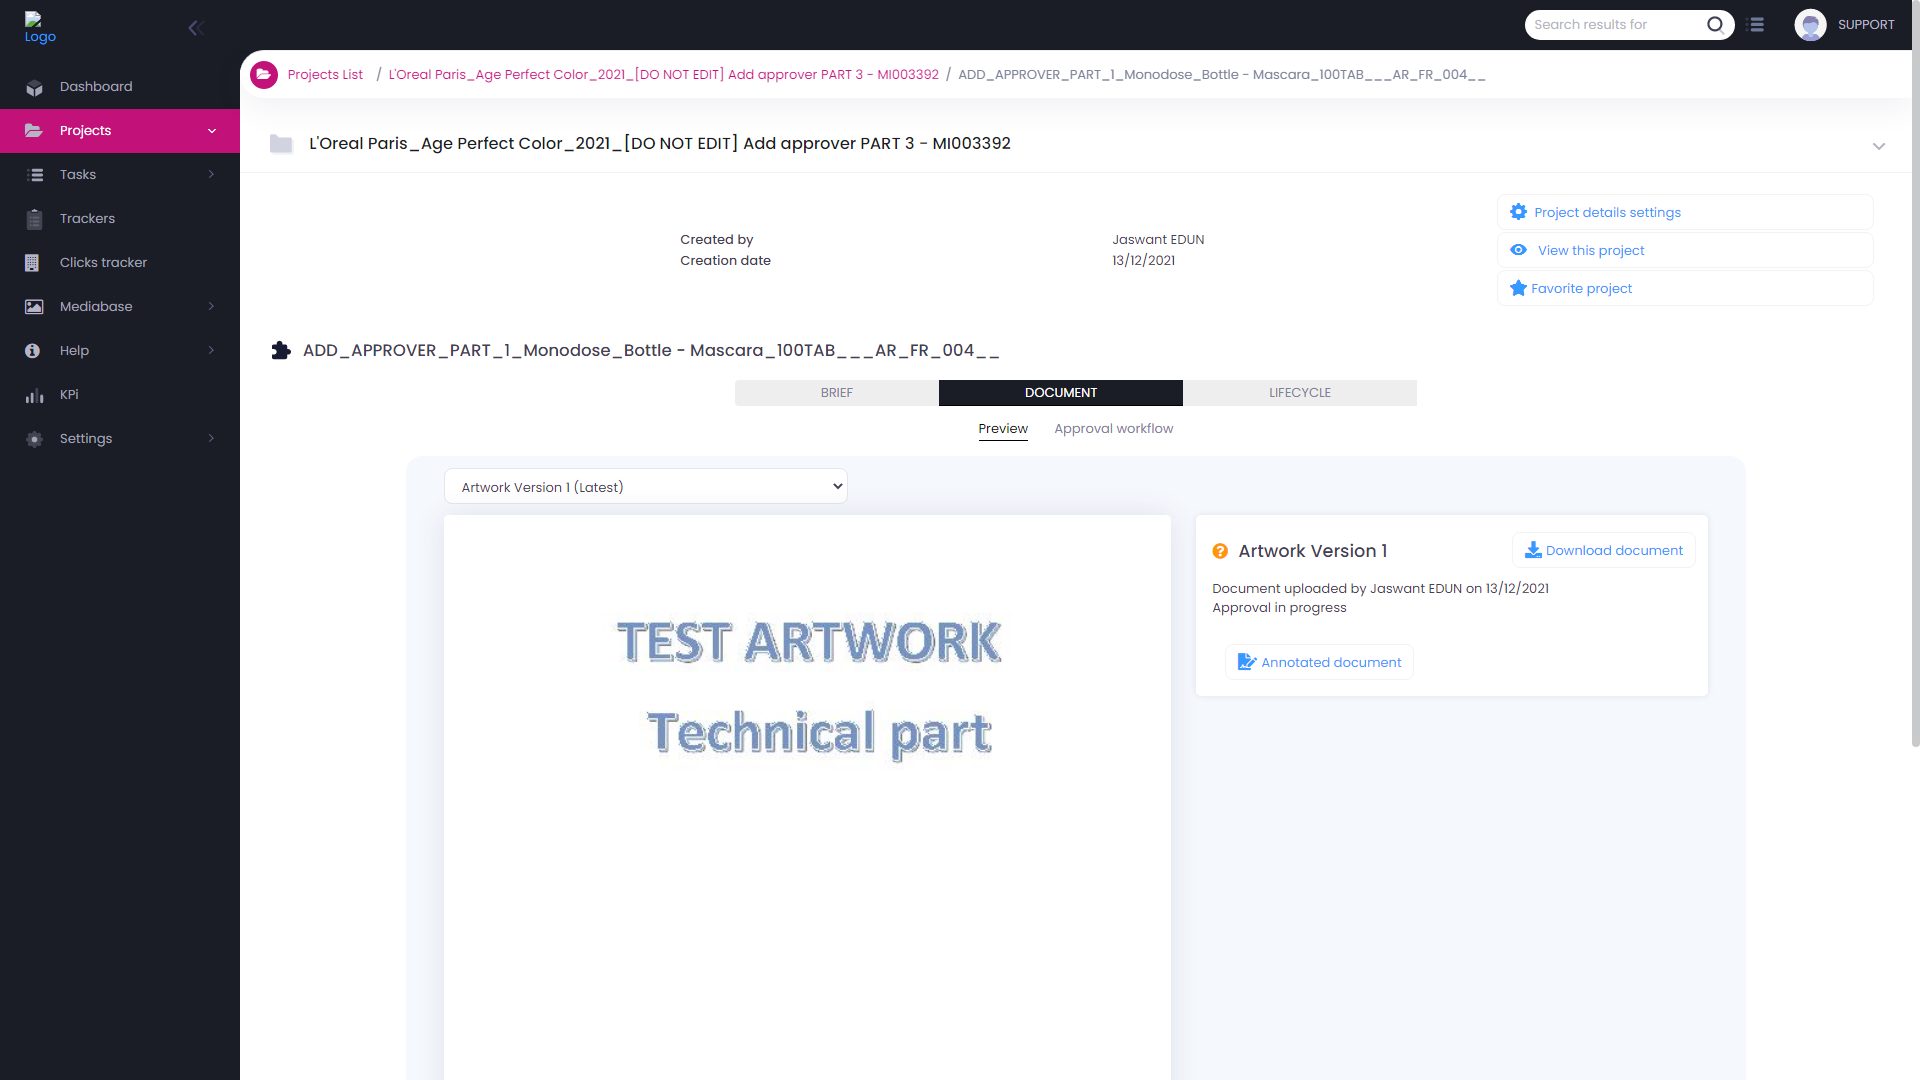 Logo
Search results for
SUPPORT
Dashboard
Projects
Tasks
Trackers
Clicks tracker
Mediabase
Help
KPi
Settings
Projects List / L'Oreal Paris_Age Perfect Color_2021_[DO NOT EDIT] Add approver PART 3 - MI003392 / ADD_APPROVER_PART_1_Monodose_Bottle - Mascara_100TAB___AR_FR_004__
L'Oreal Paris_Age Perfect Color_2021_[DO NOT EDIT] Add approver PART 3 - MI003392
Created by Jaswant EDUN
Creation date 13/12/2021
Project details settings
View this project
Favorite project
ADD_APPROVER_PART_1_Monodose_Bottle - Mascara_100TAB___AR_FR_004__
BRIEF DOCUMENT LIFECYCLE
Preview Approval workflow
Artwork Version 1 (Latest)
TEST ARTWORK
Technical part
Artwork Version 1
Download document
Document uploaded by Jaswant EDUN on 13/12/2021
Approval in progress
Annotated document